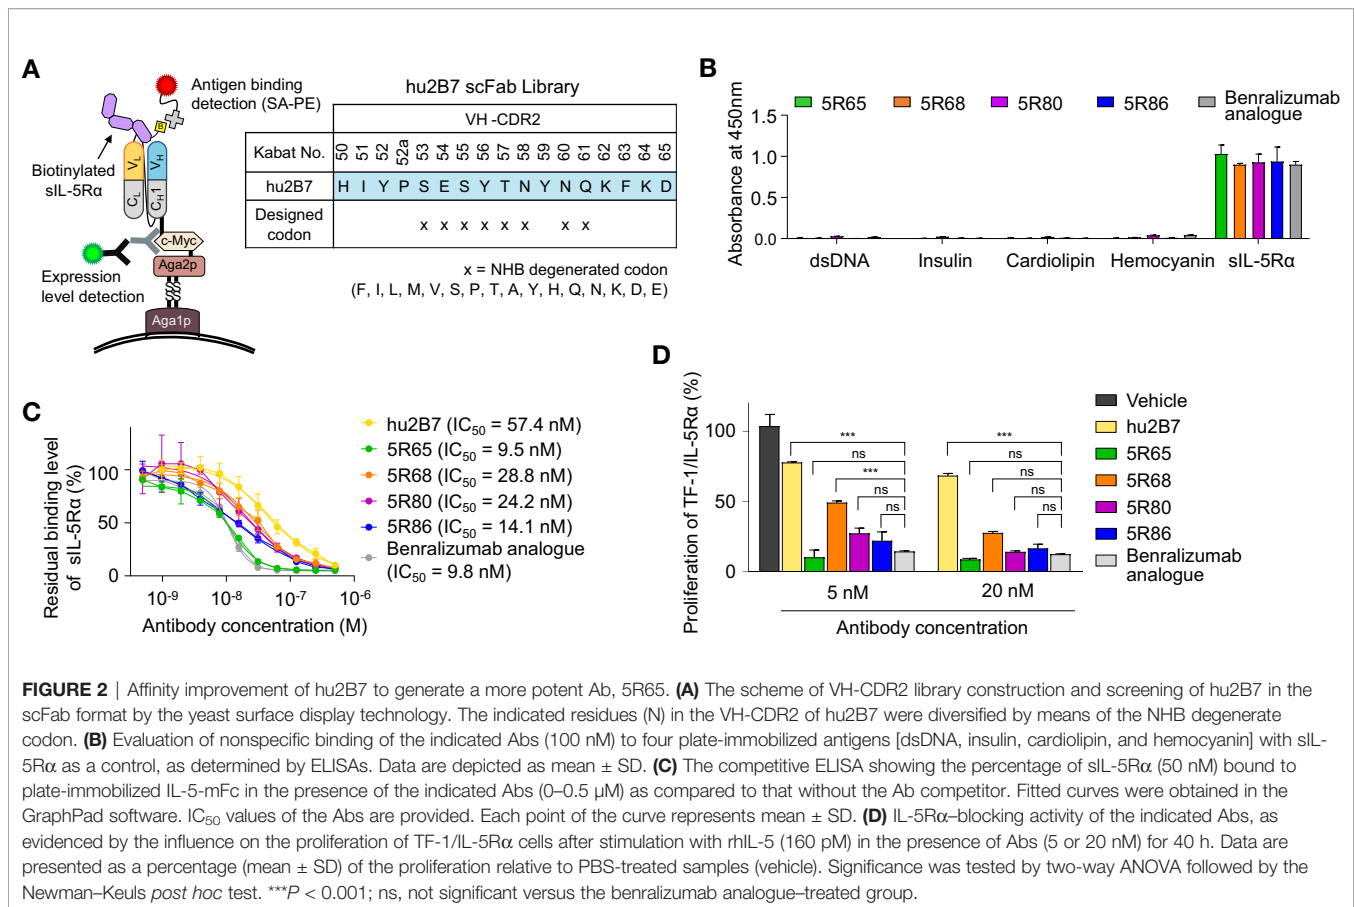 A
Antigen binding
detection (SA-PE)
B
Biotinylated
sIL-5Rα
VL
VH
CL
CH1
c-Myc
Aga2p
Expression
level detection
Aga1p
hu2B7 scFab Library
VH -CDR2
Kabat No. 50 51 52 52a 53 54 55 56 57 58 59 60 61 62 63 64 65
hu2B7 H I Y P S E S Y T N Y N Q K F K D
Designed
codon
x x x x x x x x
x = NHB degenerated codon
(F, I, L, M, V, S, P, T, A, Y, H, Q, N, K, D, E)
B
5R65 5R68 5R80 5R86 Benralizumab
analogue
Absorbance at 450nm
1.5
1.0
0.5
0.0
dsDNA Insulin Cardiolipin Hemocyanin sIL-5Rα
C
Residual binding level
of sIL-5Rα (%)
100
50
0
10-9 10-8 10-7 10-6
Antibody concentration (M)
hu2B7 (IC50 = 57.4 nM)
5R65 (IC50 = 9.5 nM)
5R68 (IC50 = 28.8 nM)
5R80 (IC50 = 24.2 nM)
5R86 (IC50 = 14.1 nM)
Benralizumab analogue
(IC50 = 9.8 nM)
D
Proliferation of TF-1/IL-5Rα (%)
100
50
0
***
ns
***
ns
ns
***
ns
ns
ns
ns
5 nM 20 nM
Antibody concentration
Vehicle
hu2B7
5R65
5R68
5R80
5R86
Benralizumab
analogue
FIGURE 2 | Affinity improvement of hu2B7 to generate a more potent Ab, 5R65. (A) The scheme of VH-CDR2 library construction and screening of hu2B7 in the
scFab format by the yeast surface display technology. The indicated residues (N) in the VH-CDR2 of hu2B7 were diversified by means of the NHB degenerate
codon. (B) Evaluation of nonspecific binding of the indicated Abs (100 nM) to four plate-immobilized antigens [dsDNA, insulin, cardiolipin, and hemocyanin] with sIL-
5Rα as a control, as determined by ELISAs. Data are depicted as mean ± SD. (C) The competitive ELISA showing the percentage of sIL-5Rα (50 nM) bound to
plate-immobilized IL-5-mFc in the presence of the indicated Abs (0–0.5 µM) as compared to that without the Ab competitor. Fitted curves were obtained in the
GraphPad software. IC50 values of the Abs are provided. Each point of the curve represents mean ± SD. (D) IL-5Rα–blocking activity of the indicated Abs, as
evidenced by the influence on the proliferation of TF-1/IL-5Rα cells after stimulation with rhIL-5 (160 pM) in the presence of Abs (5 or 20 nM) for 40 h. Data are
presented as a percentage (mean ± SD) of the proliferation relative to PBS-treated samples (vehicle). Significance was tested by two-way ANOVA followed by the
Newman–Keuls post hoc test. ***P < 0.001; ns, not significant versus the benralizumab analogue–treated group.